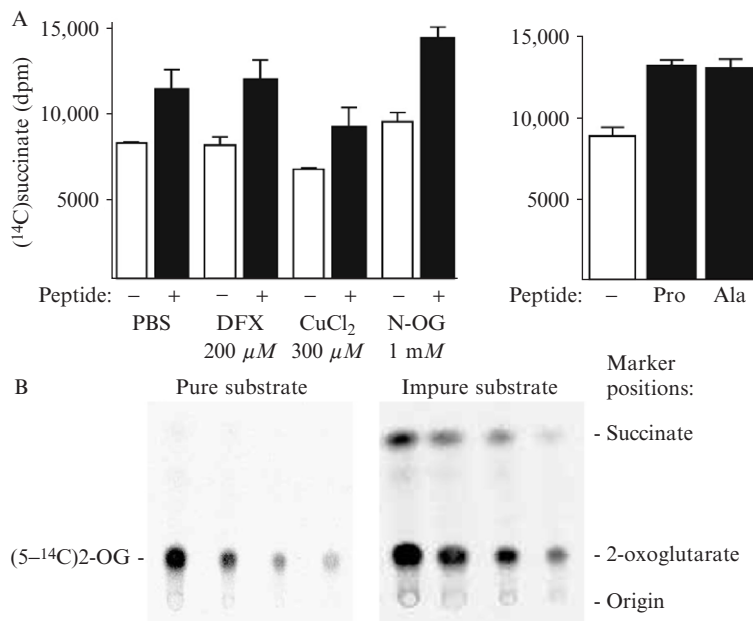 A
(¹⁴C)succinate (dpm)
15,000
10,000
5000
Peptide: – + – + – + – +
PBS DFX CuCl₂ N-OG
200 μM 300 μM 1 mM
15,000
10,000
5000
– Pro Ala
B
Pure substrate
Impure substrate
Marker
positions:
- Succinate
(5–¹⁴C)2-OG -
- 2-oxoglutarate
- Origin